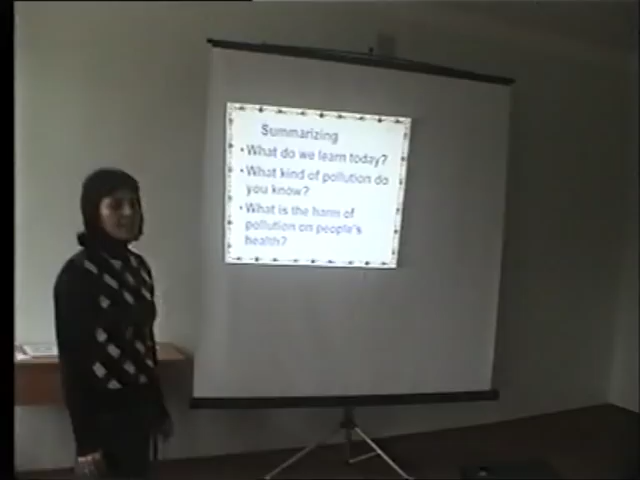 Summarizing
• What do we learn today?
• What kind of pollution do
you know?
• What is the harm of
pollution on people's
health?